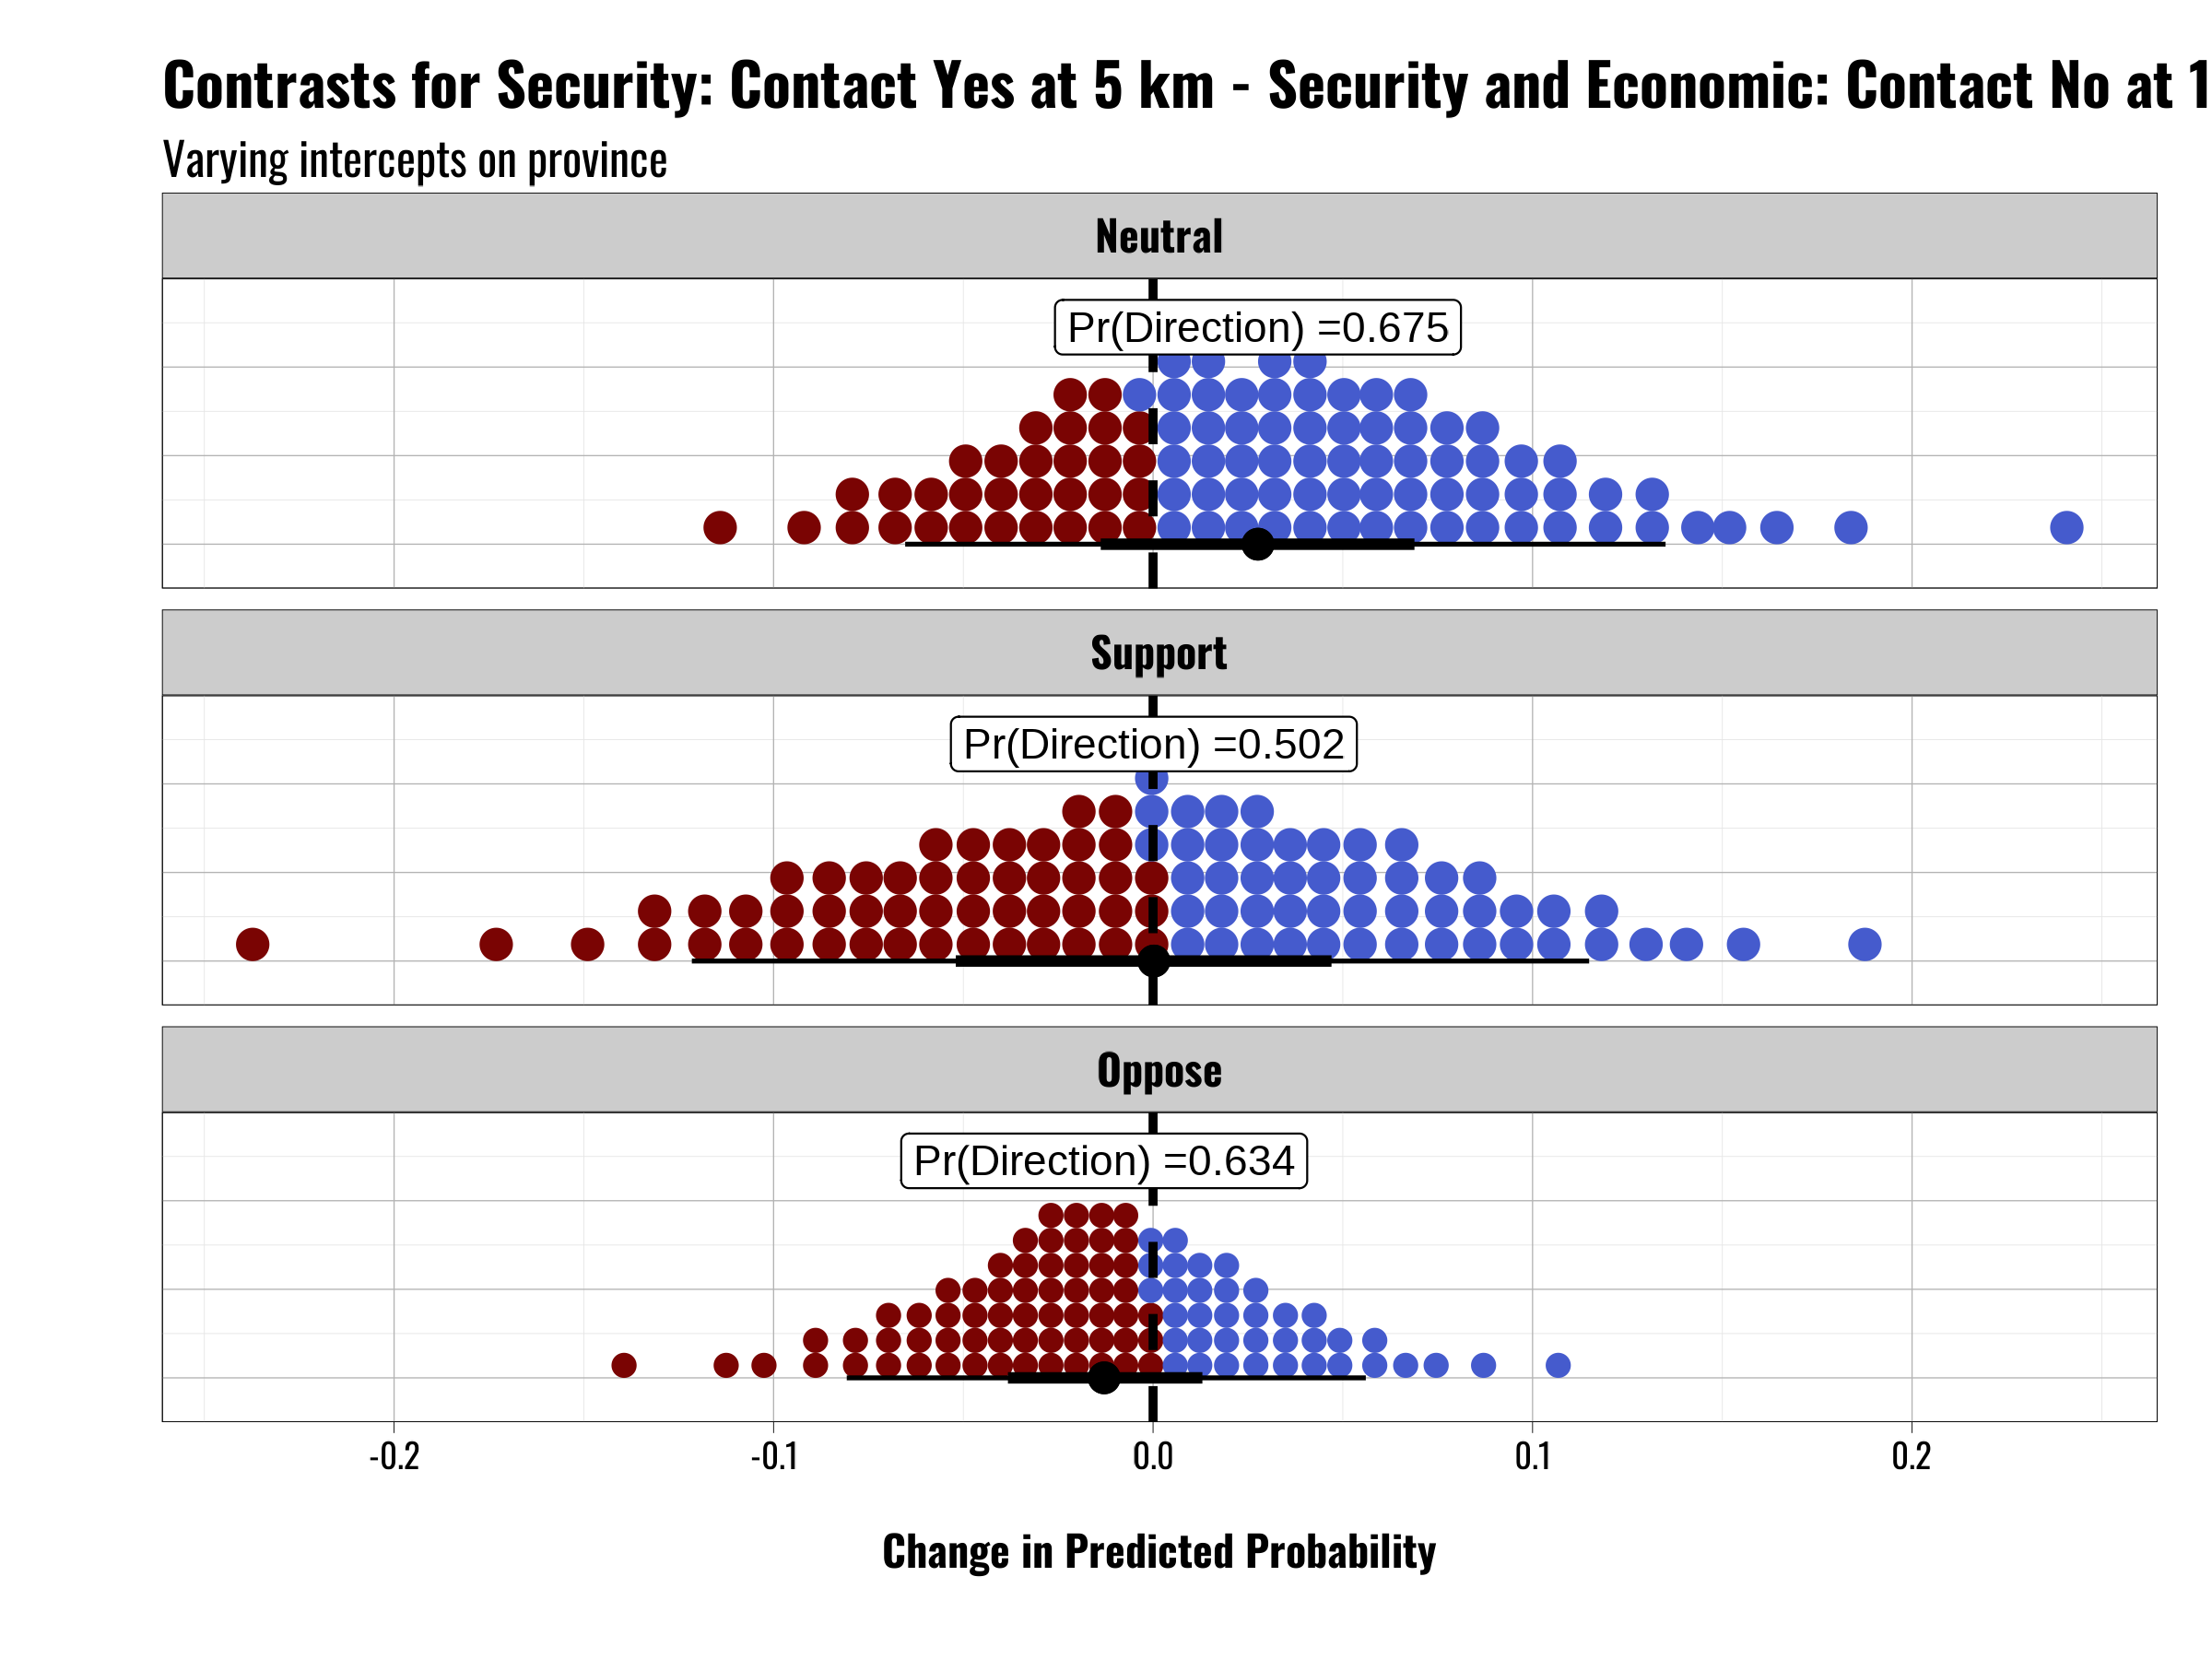 Contrasts for Security: Contact Yes at 5 km - Security and Economic: Contact No at 1
Varying intercepts on province
Neutral
Pr(Direction) =0.675
Support
Pr(Direction) =0.502
Oppose
Pr(Direction) =0.634
-0.2 -0.1 0.0 0.1 0.2
Change in Predicted Probability